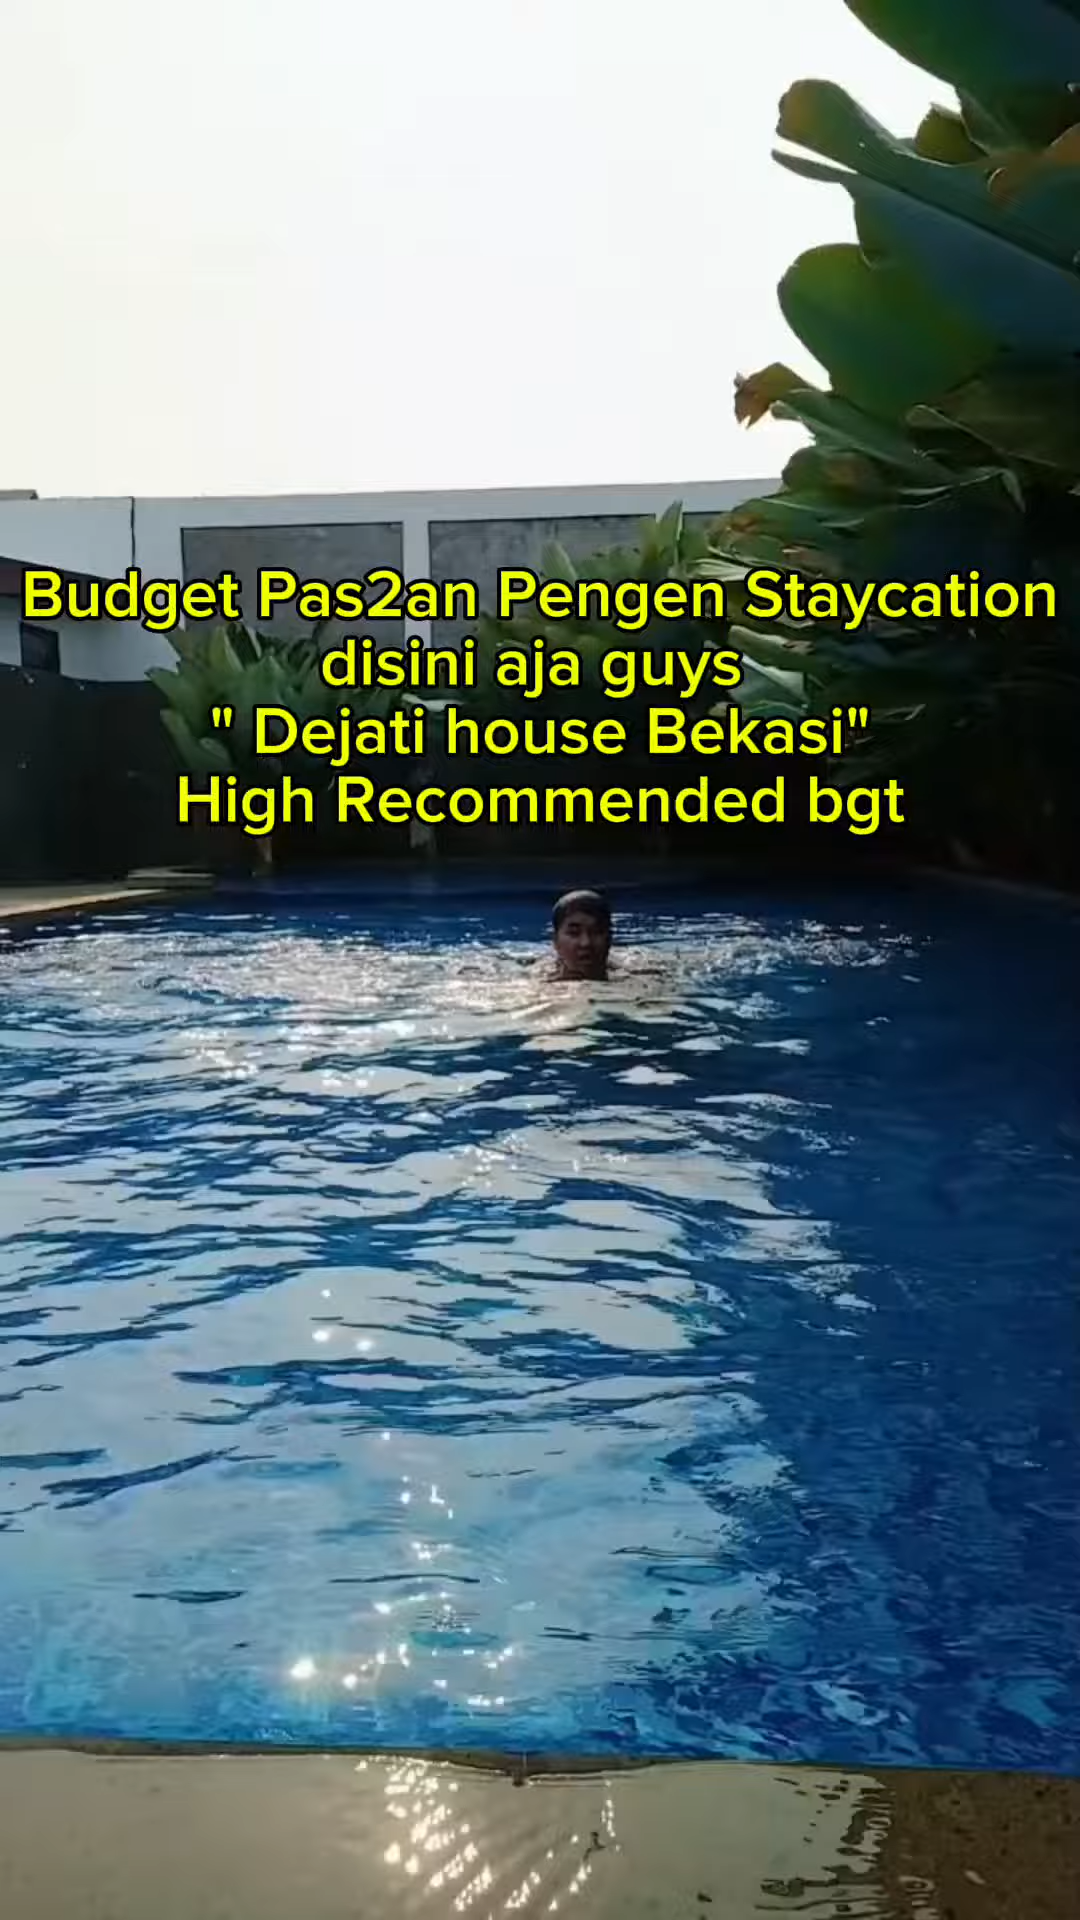 Budget Pas2an Pengen Staycation
disini aja guys
" Dejati house Bekasi"
High Recommended bgt